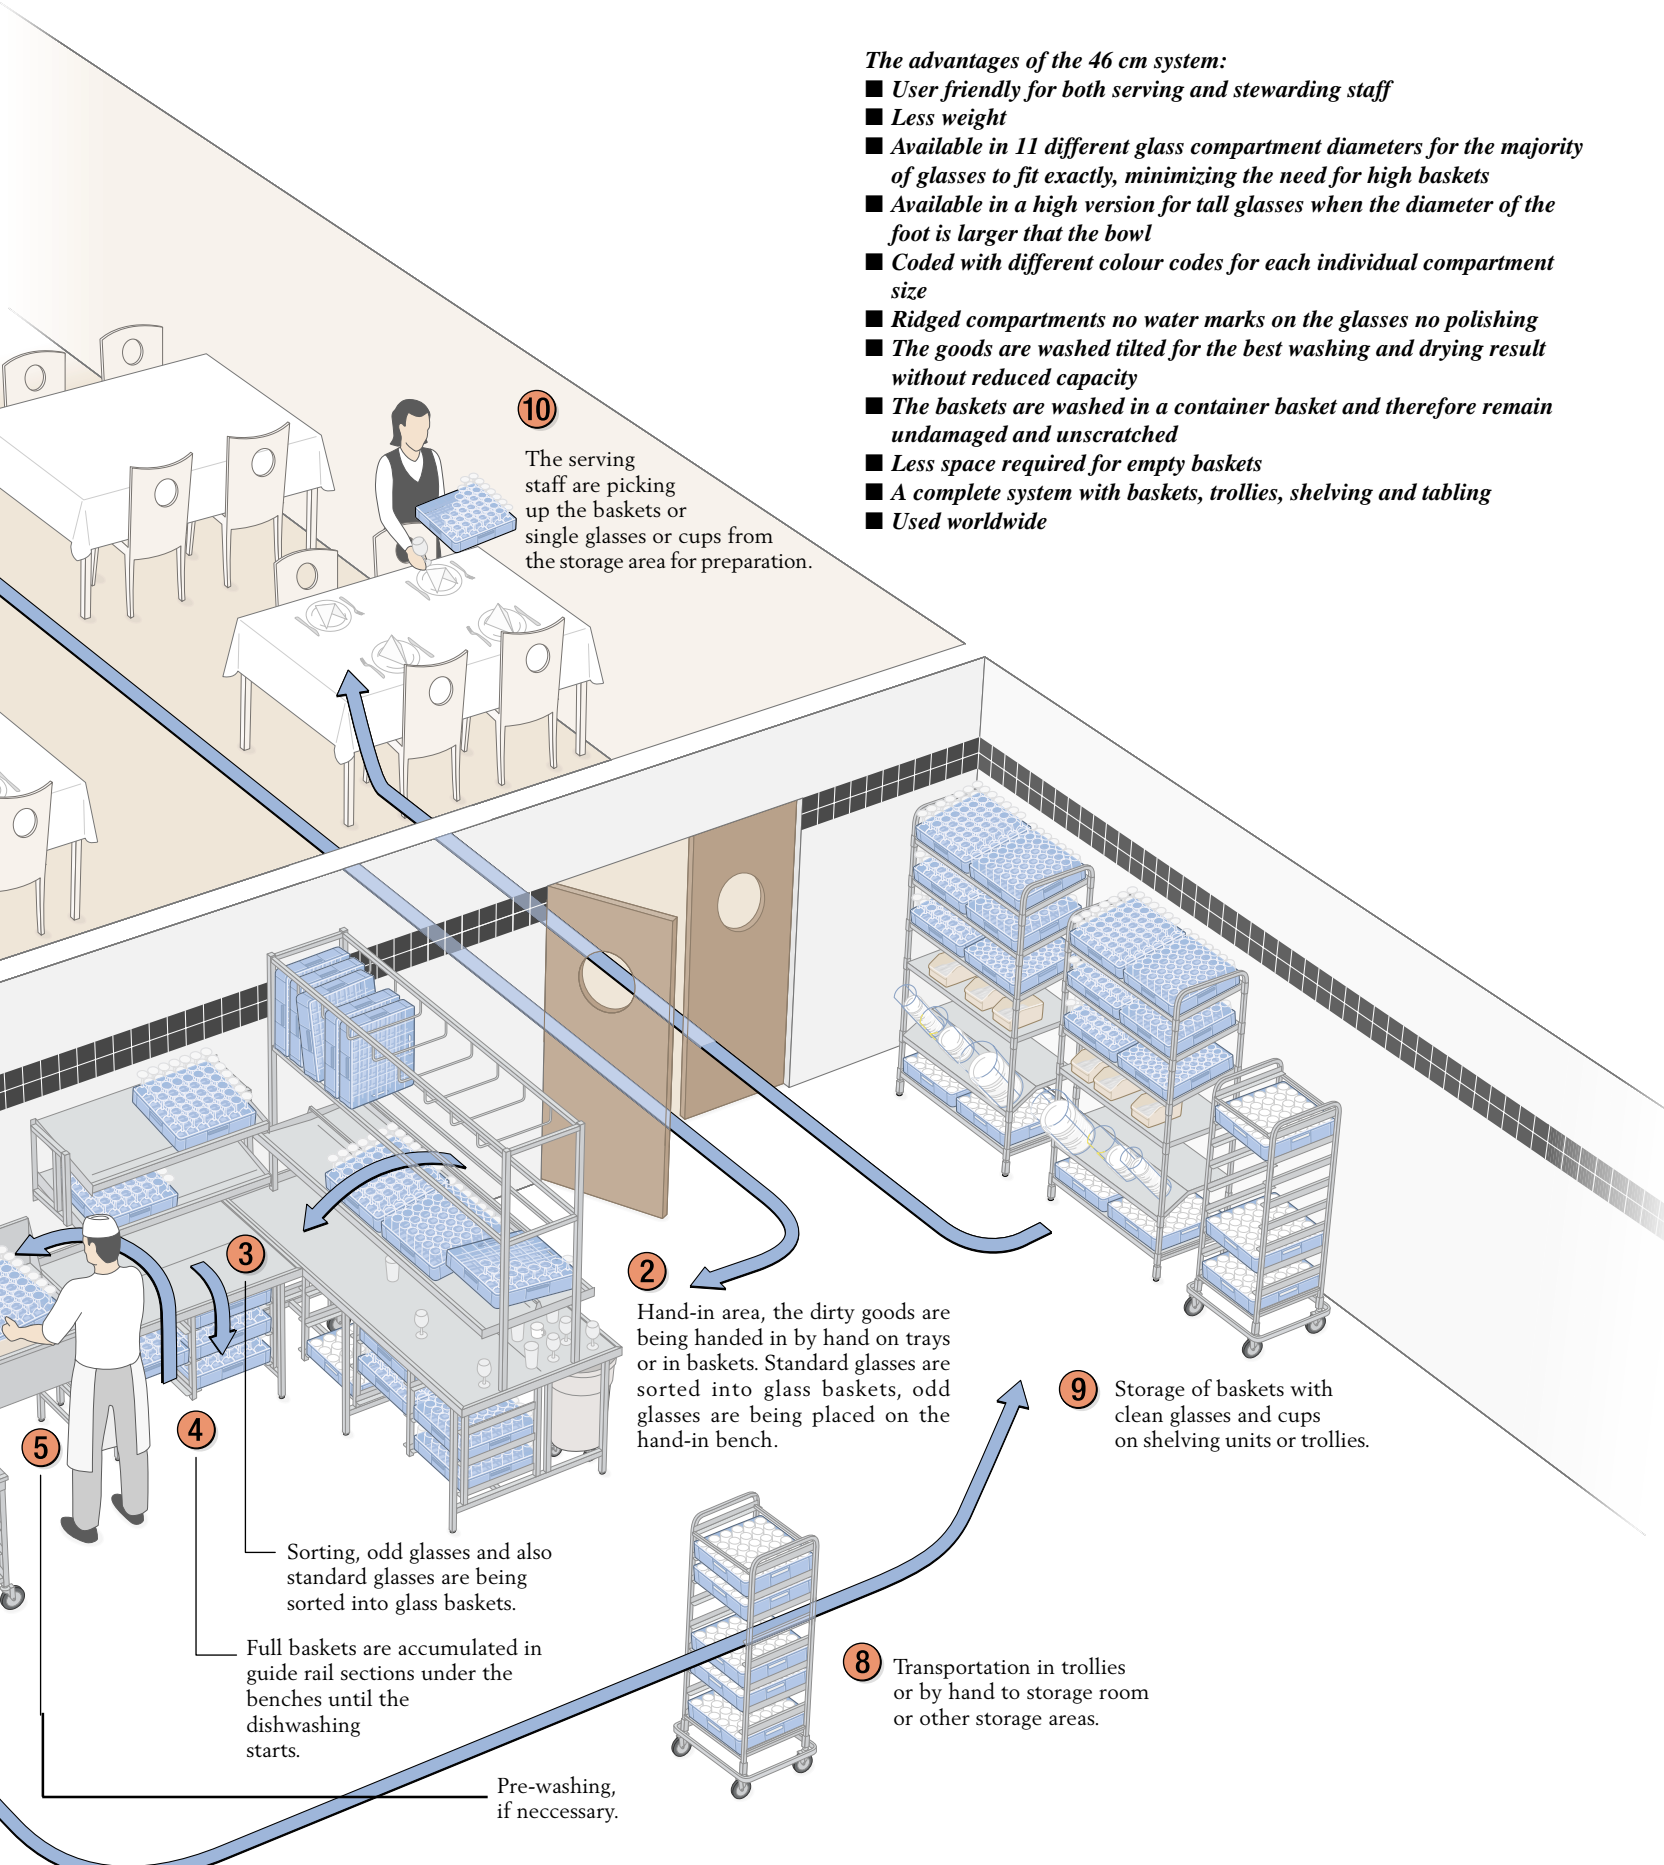 The advantages of the 46 cm system:
■ User friendly for both serving and stewarding staff
■ Less weight
■ Available in 11 different glass compartment diameters for the majority
of glasses to fit exactly, minimizing the need for high baskets
■ Available in a high version for tall glasses when the diameter of the
foot is larger that the bowl
■ Coded with different colour codes for each individual compartment
size
■ Ridged compartments no water marks on the glasses no polishing
■ The goods are washed tilted for the best washing and drying result
without reduced capacity
■ The baskets are washed in a container basket and therefore remain
undamaged and unscratched
■ Less space required for empty baskets
■ A complete system with baskets, trollies, shelving and tabling
■ Used worldwide
10
The serving
staff are picking
up the baskets or
single glasses or cups from
the storage area for preparation.
3
2
Hand-in area, the dirty goods are
being handed in by hand on trays
or in baskets. Standard glasses are
sorted into glass baskets, odd
glasses are being placed on the
hand-in bench.
9
Storage of baskets with
clean glasses and cups
on shelving units or trollies.
4
5
Sorting, odd glasses and also
standard glasses are being
sorted into glass baskets.
Full baskets are accumulated in
guide rail sections under the
benches until the
dishwashing
starts.
8
Transportation in trollies
or by hand to storage room
or other storage areas.
Pre-washing,
if neccessary.